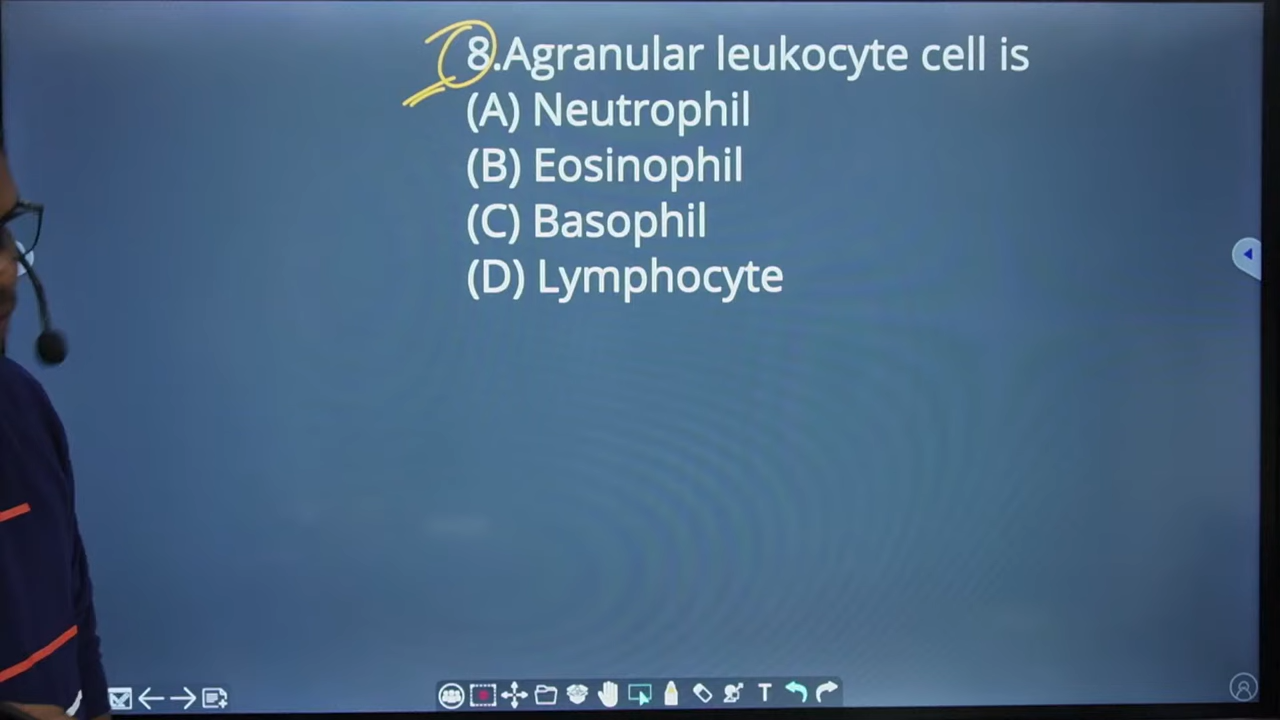 8.Agranular leukocyte cell is
(A) Neutrophil
(B) Eosinophil
(C) Basophil
(D) Lymphocyte
T